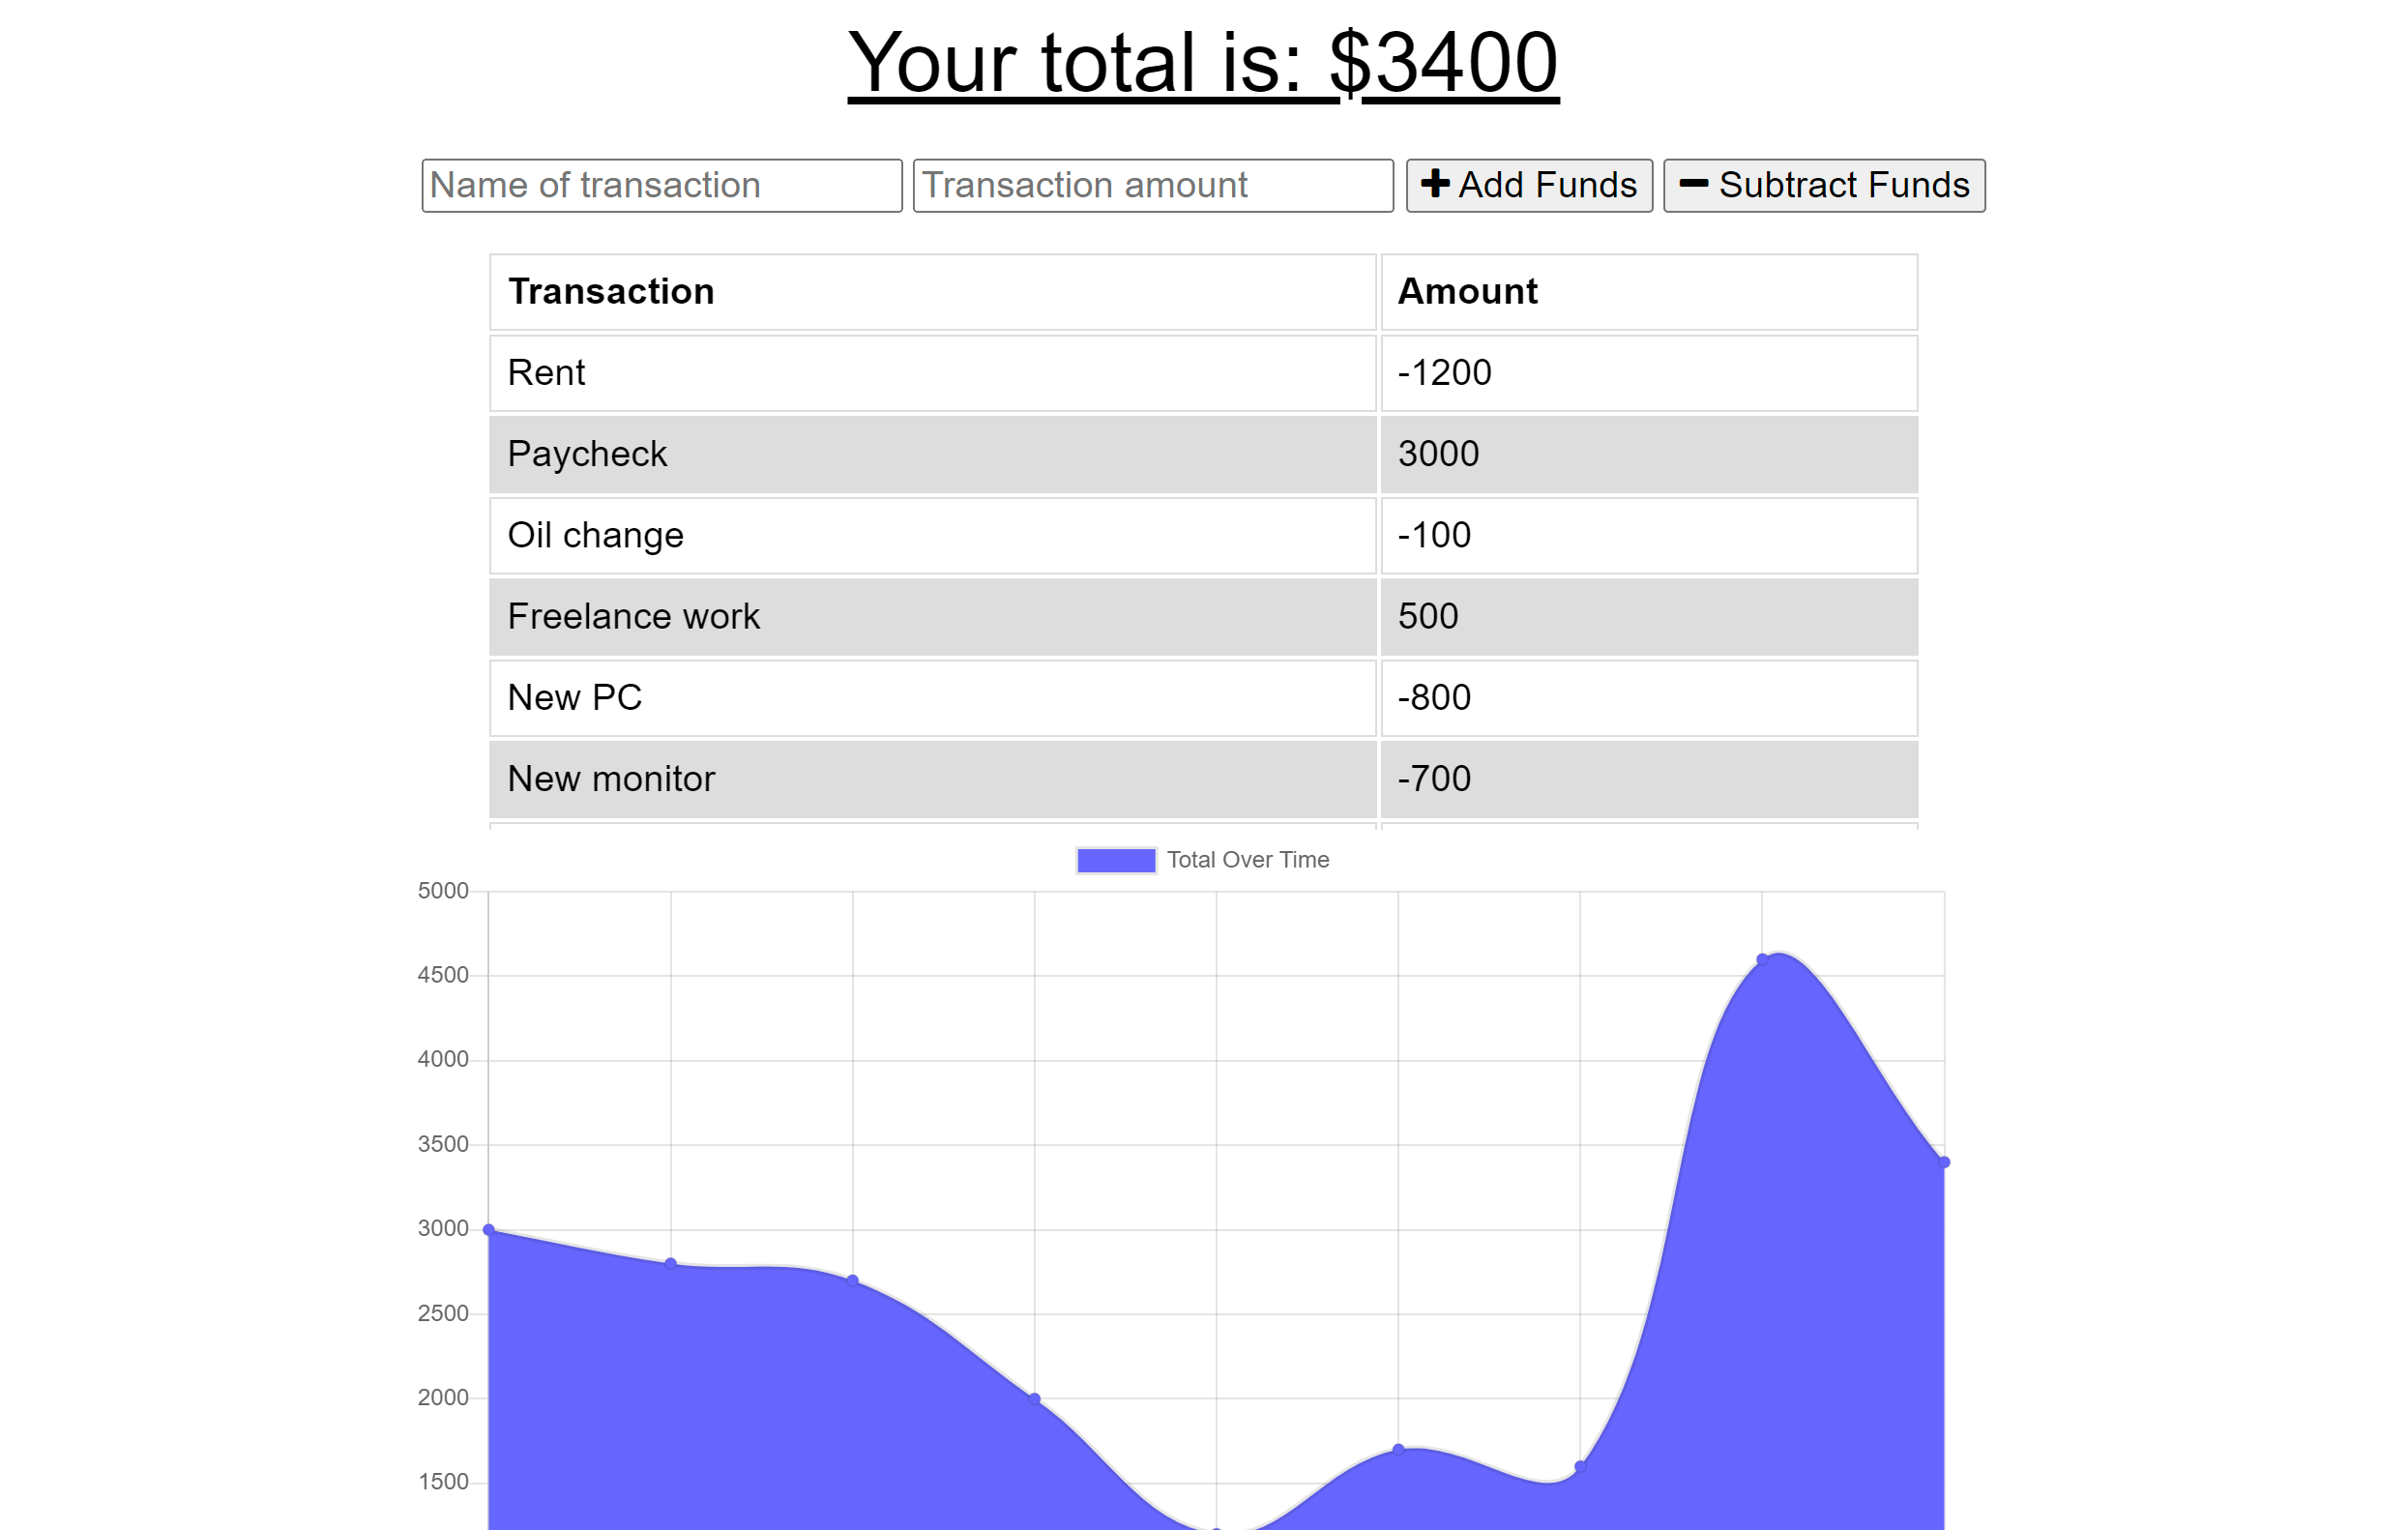 Your total is: $3400
Name of transaction Transaction amount Add Funds Subtract Funds
Transaction Amount
Rent -1200
Paycheck 3000
Oil change -100
Freelance work 500
New PC -800
New monitor -700
Total Over Time
5000
4500
4000
3500
3000
2500
2000
1500